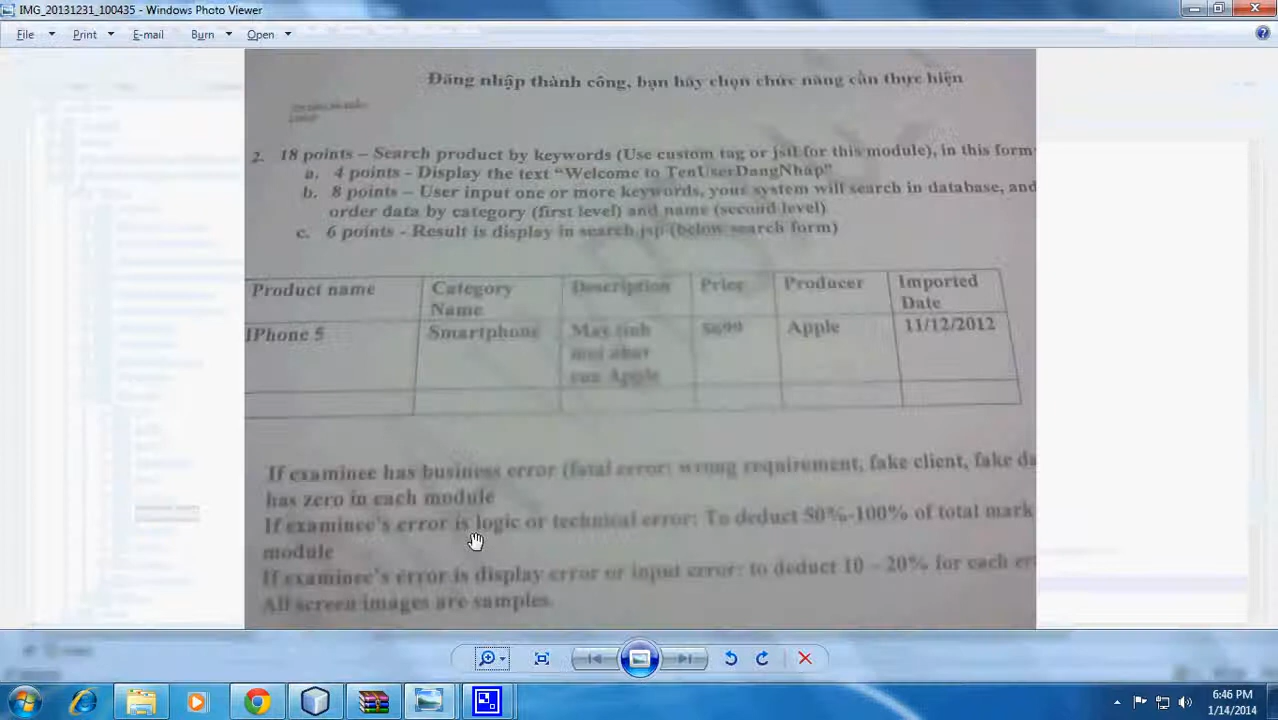 IMG_20131231_100435 - Windows Photo Viewer
File Print E-mail Burn Open
Đăng nhập thành công, bạn hãy chọn chức năng cần thực hiện
2. 18 points – Search product by keywords (Use custom tag or jstl for this module), in this form
a. 4 points - Display the text “Welcome to TenUserDangNhap”
b. 8 points – User input one or more keywords, your system will search in database, and
order data by category (first level) and name (second level)
c. 6 points - Result is display in search.jsp (below search form)
Product name Category Name Description Price Producer Imported Date
IPhone 5 Smartphone $699 Apple 11/12/2012
If examinee has business error (fatal error: wrong requirement, fake client, fake da
has zero in each module
If examinee's error is logic or technical error: To deduct 50%-100% of total mark
module
If examinee's error is display error or input error: to deduct 10 – 20% for each er
All screen images are samples.
6:46 PM
1/14/2014